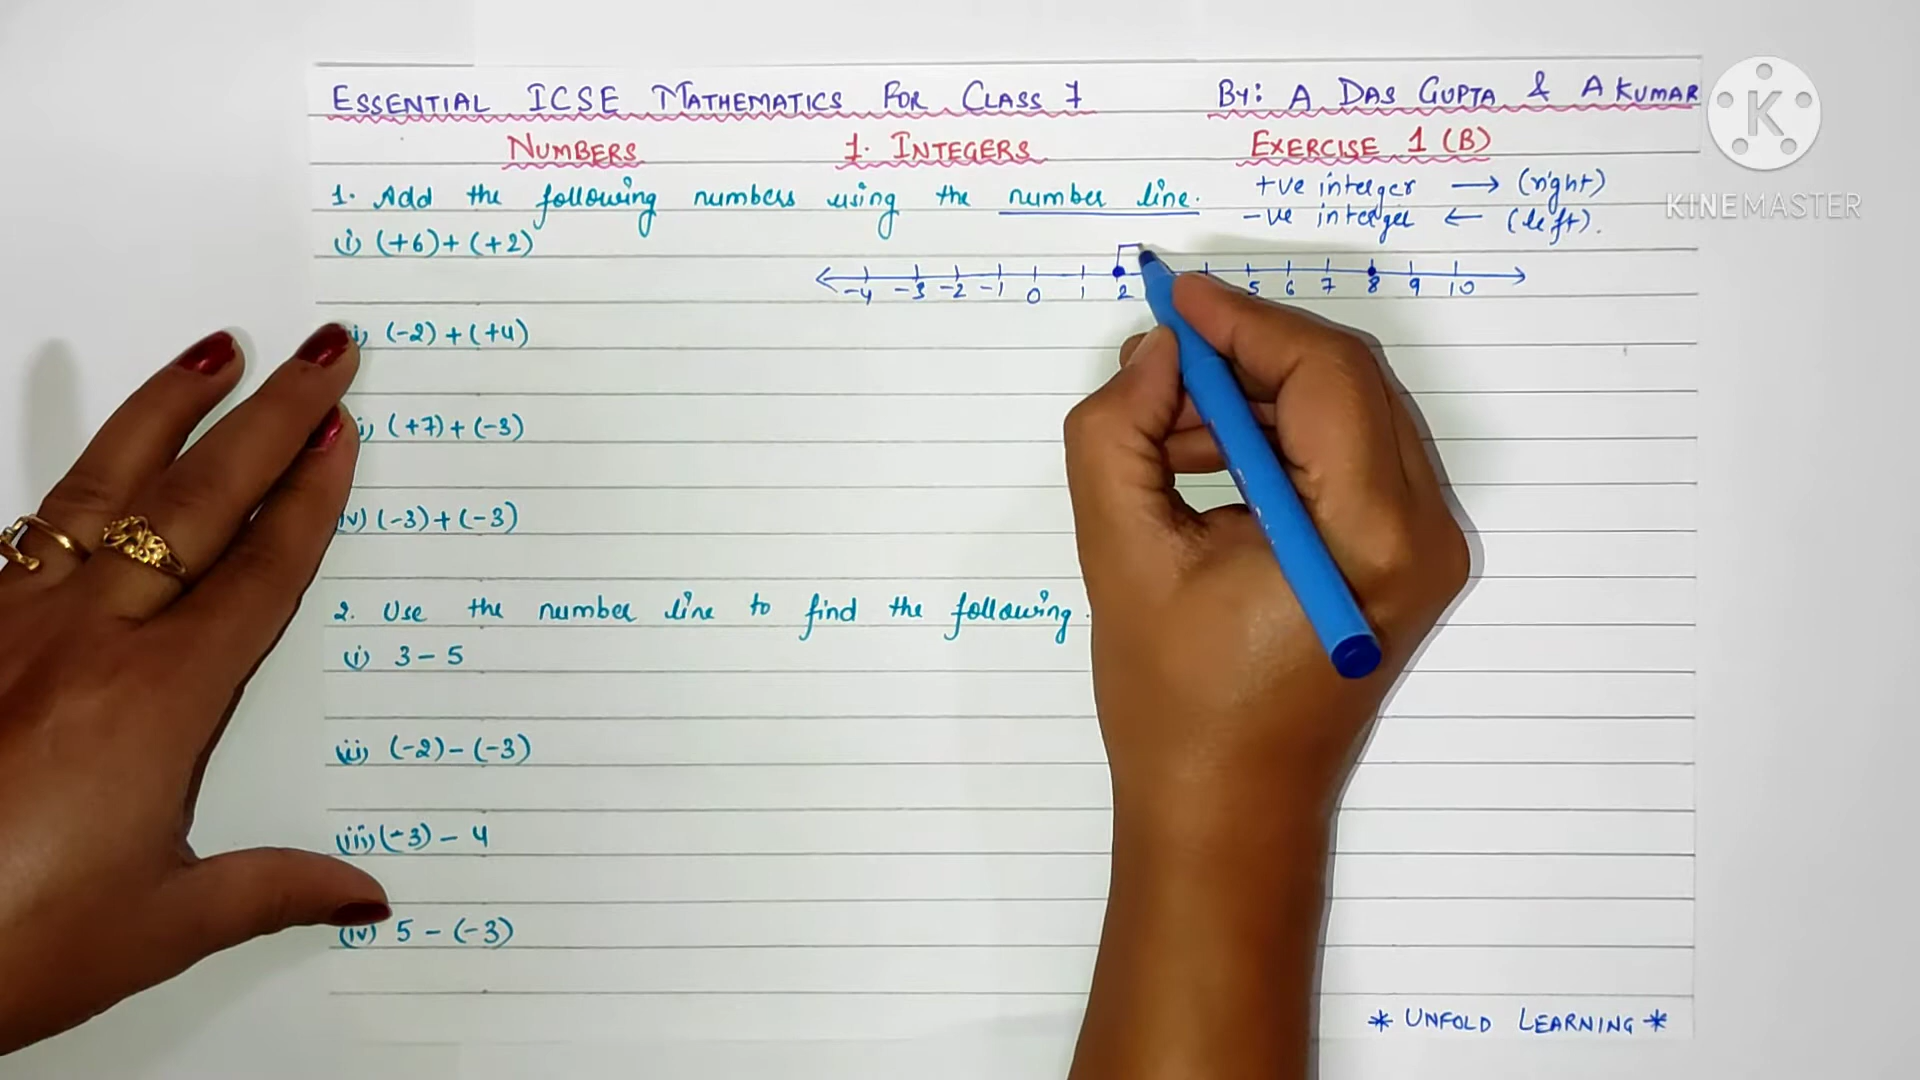 ESSENTIAL ICSE MATHEMATICS FOR CLASS 7 BY: A DAS GUPTA & A KUMAR
NUMBERS 1. INTEGERS EXERCISE 1 (B)
1. Add the following numbers using the number line. +ve interger → (right)
-ve interger ← (left).
(i) (+6)+(+2)
-4 -3 -2 -1 0 1 2 5 6 7 8 9 10
(-2)+(+4)
(+7)+(-3)
(iv) (-3)+(-3)
2. Use the number line to find the following.
(i) 3-5
(ii) (-2)-(-3)
(iii) (-3)-4
(iv) 5-(-3)
* UNFOLD LEARNING *
K
KINEMASTER